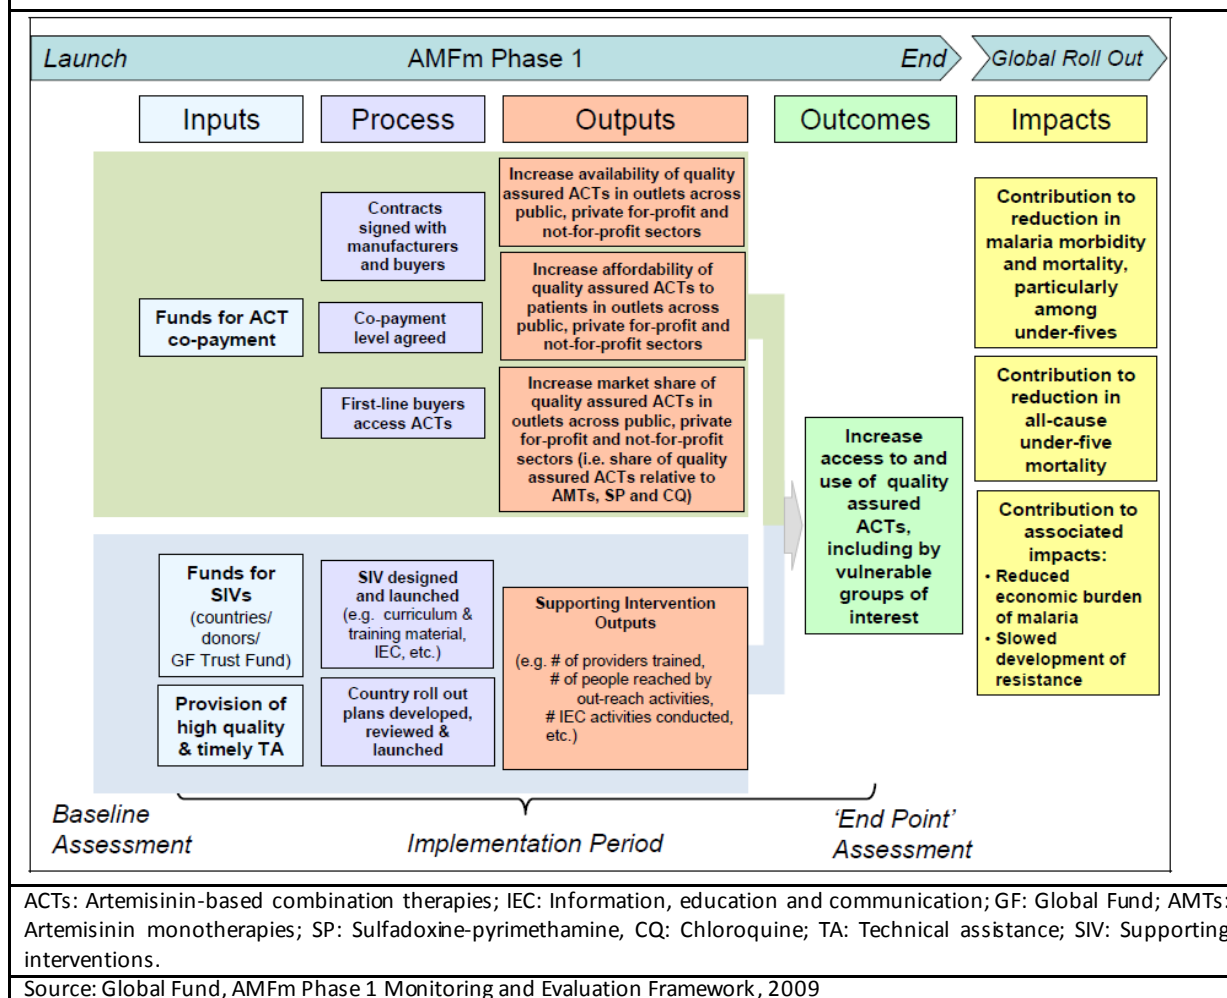 Launch
AMFm Phase 1
End
Global Roll Out
Inputs
Process
Outputs
Outcomes
Impacts
Funds for ACT
co-payment
Contracts
signed with
manufacturers
and buyers
Co-payment
level agreed
First-line buyers
access ACTs
Increase availability of quality
assured ACTs in outlets across
public, private for-profit and
not-for-profit sectors
Increase affordability of
quality assured ACTs to
patients in outlets across
public, private for-profit and
not-for-profit sectors
Increase market share of
quality assured ACTs in
outlets across public, private
for-profit and not-for-profit
sectors (i.e. share of quality
assured ACTs relative to
AMTs, SP and CQ)
Funds for
SIVs
(countries/
donors/
GF Trust Fund)
Provision of
high quality
& timely TA
SIV designed
and launched
(e.g. curriculum &
training material,
IEC, etc.)
Country roll out
plans developed,
reviewed &
launched
Supporting Intervention
Outputs
(e.g. # of providers trained,
# of people reached by
out-reach activities,
# IEC activities conducted,
etc.)
Increase
access to and
use of quality
assured
ACTs,
including by
vulnerable
groups of
interest
Contribution to
reduction in
malaria morbidity
and mortality,
particularly
among
under-fives
Contribution to
reduction in
all-cause
under-five
mortality
Contribution to
associated
impacts:
• Reduced
economic burden
of malaria
• Slowed
development of
resistance
Baseline
Assessment
Implementation Period
‘End Point’
Assessment
ACTs: Artemisinin-based combination therapies; IEC: Information, education and communication; GF: Global Fund; AMTs:
Artemisinin monotherapies; SP: Sulfadoxine-pyrimethamine, CQ: Chloroquine; TA: Technical assistance; SIV: Supporting
interventions.
Source: Global Fund, AMFm Phase 1 Monitoring and Evaluation Framework, 2009